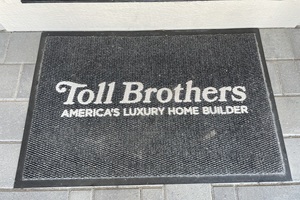 Toll Brothers
AMERICA'S LUXURY HOME BUILDER